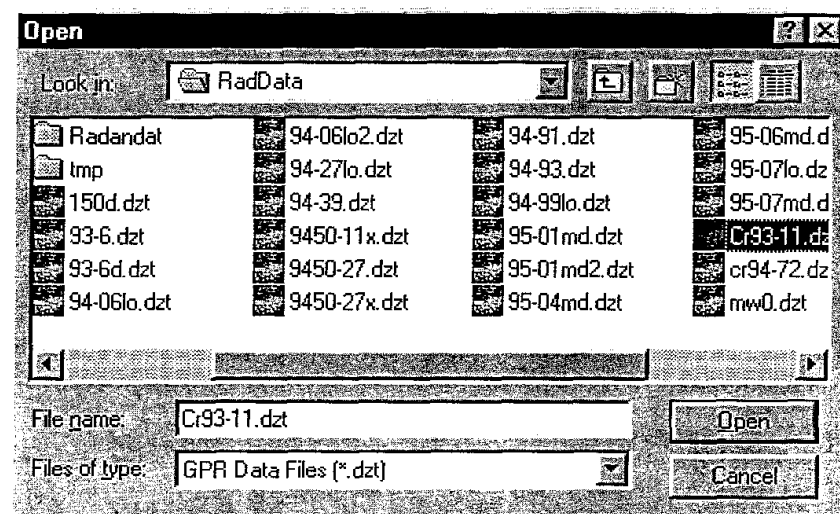 Open
Look in: RadData
Radandat
tmp
150d.dzt
93-6.dzt
93-6d.dzt
94-06lo.dzt
94-06lo2.dzt
94-27lo.dzt
94-39.dzt
9450-11x.dzt
9450-27.dzt
9450-27x.dzt
94-91.dzt
94-93.dzt
94-99lo.dzt
95-01md.dzt
95-01md2.dzt
95-04md.dzt
95-06md.d
95-07lo.dz
95-07md.d
Cr93-11.dz
cr94-72.dz
mw0.dzt
File name: Cr93-11.dzt
Open
Files of type: GPR Data Files (*.dzt)
Cancel